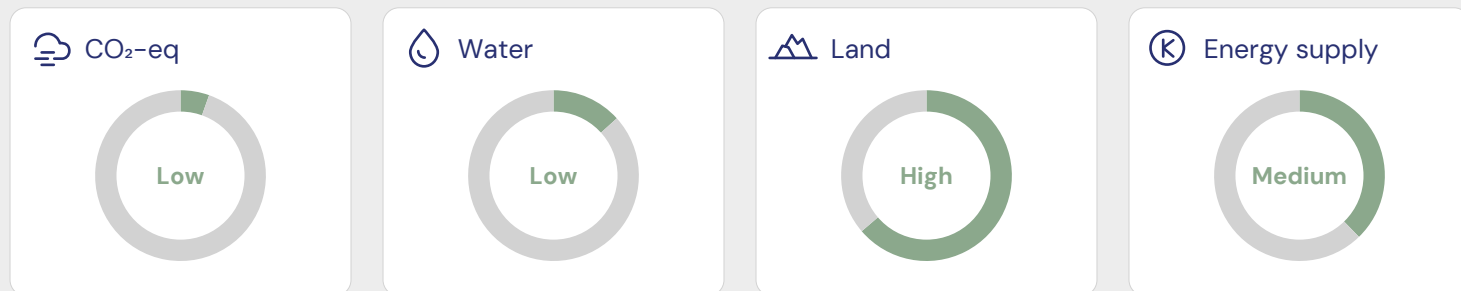 CO₂-eq
Low
Water
Low
Land
High
Energy supply
Medium